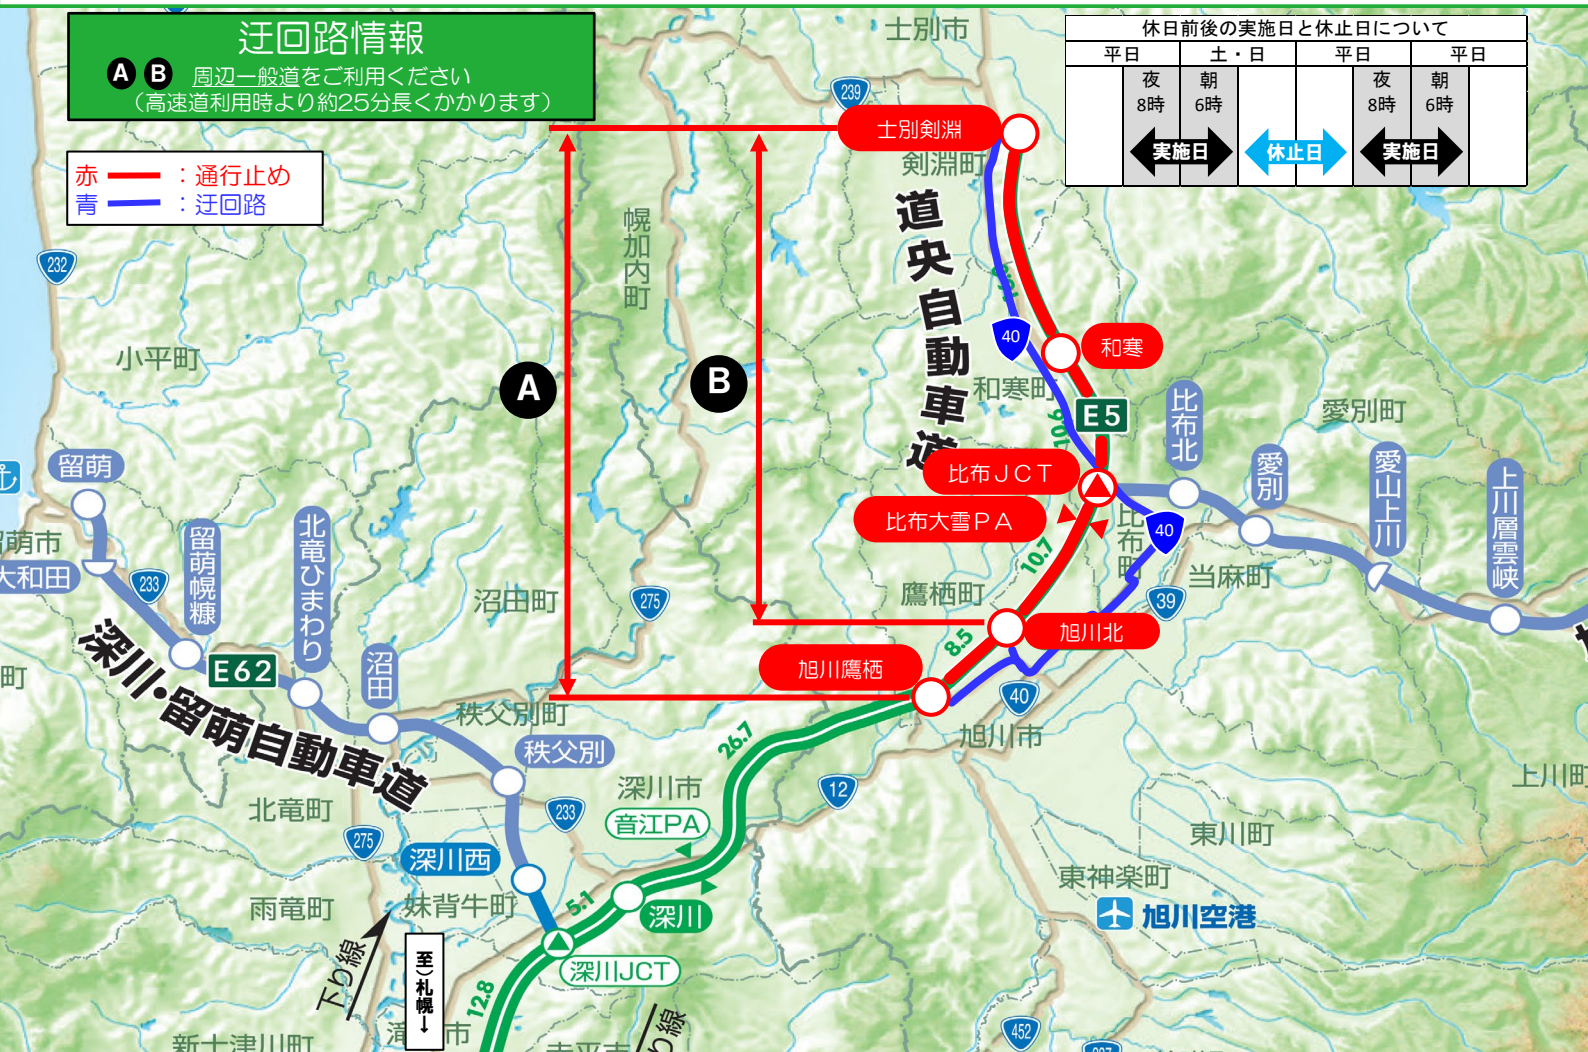 迂回路情報
A B 周辺一般道をご利用ください
（高速道利用時より約25分長くかかります）
赤 ：通行止め
青 ：迂回路
休日前後の実施日と休止日について
平日 土・日 平日 平日
夜 朝 夜 朝
8時 6時 8時 6時
実施日 休止日 実施日
士別市
239
士別剣淵
剣淵町
道央自動車道
幌加内町
232
40
和寒
和寒町
小平町
A
B
E5
10.6
比布北
愛別町
比布JCT
愛別
愛山上川
上川層雲峡
留萌
比布大雪PA
比布町
40
留萌幌糠
北竜ひまわり
大和田
233
10.7
当麻町
39
沼田町
275
鷹栖町
旭川北
8.5
深川・留萌自動車道
E62
沼田
旭川鷹栖
40
秩父別町
旭川市
秩父別
26.7
12
上川町
深川市
北竜町
233
音江PA
東川町
275
深川西
東神楽町
雨竜町
妹背牛町
5.1
深川
旭川空港
下り線
至）札幌→
深川JCT
12.8
452
新十津川町